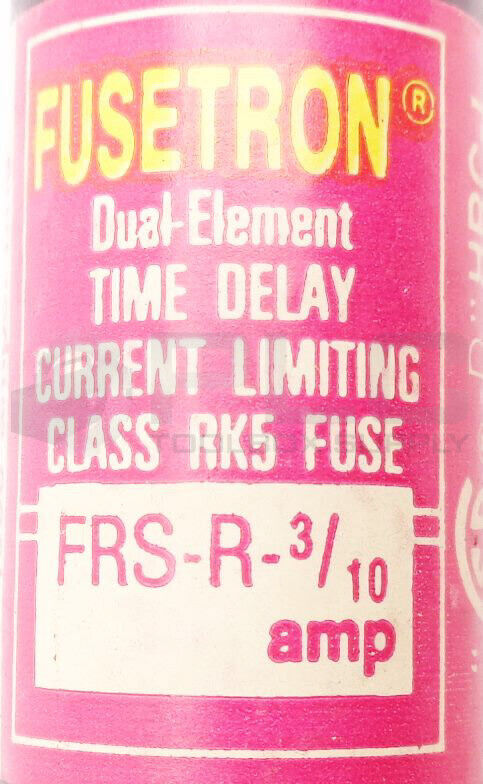 FUSETRON®
Dual-Element
TIME DELAY
CURRENT LIMITING
CLASS RK5 FUSE
FRS-R-3/10
amp